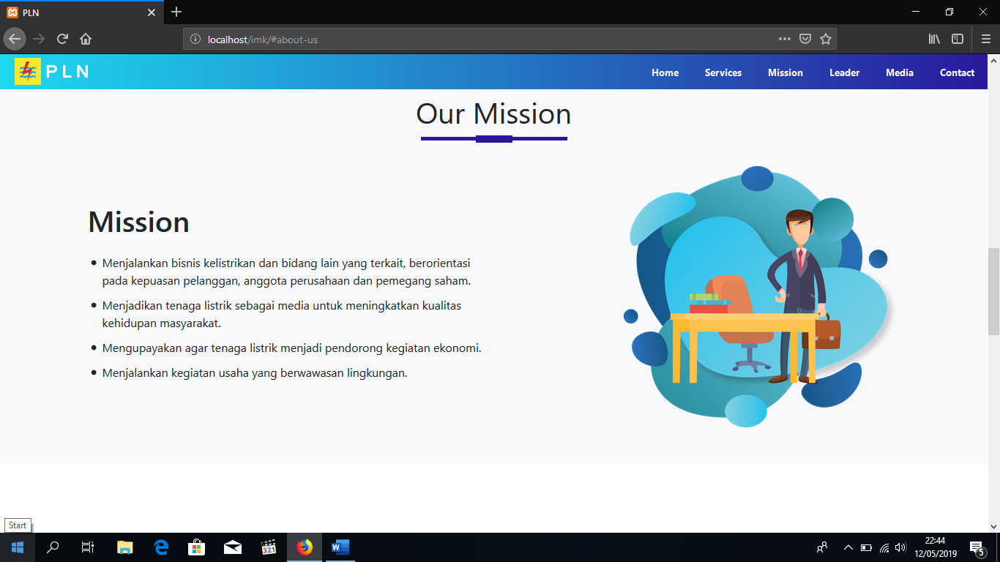 PLN
localhost/imk/#about-us
PLN
Home Services Mission Leader Media Contact
Our Mission
Mission
• Menjalankan bisnis kelistrikan dan bidang lain yang terkait, berorientasi
pada kepuasan pelanggan, anggota perusahaan dan pemegang saham.
• Menjadikan tenaga listrik sebagai media untuk meningkatkan kualitas
kehidupan masyarakat.
• Mengupayakan agar tenaga listrik menjadi pendorong kegiatan ekonomi.
• Menjalankan kegiatan usaha yang berwawasan lingkungan.
Start
321
W
22:44
12/05/2019
5